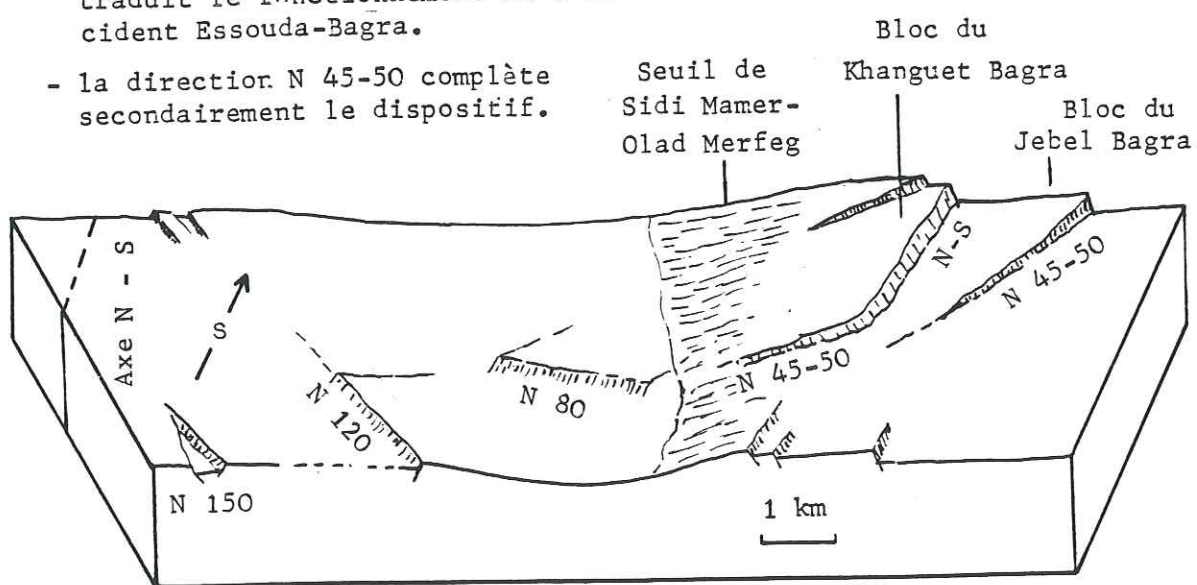 cident Essouda-Bagra.
- la direction N 45-50 complète
secondairement le dispositif.
Bloc du
Khanguet Bagra
Seuil de
Sidi Mamer-
Olad Merfeg
Bloc du
Jebel Bagra
Axe N - S
S
N 150
N 120
N 80
N 45-50
N-S
N 45-50
1 km